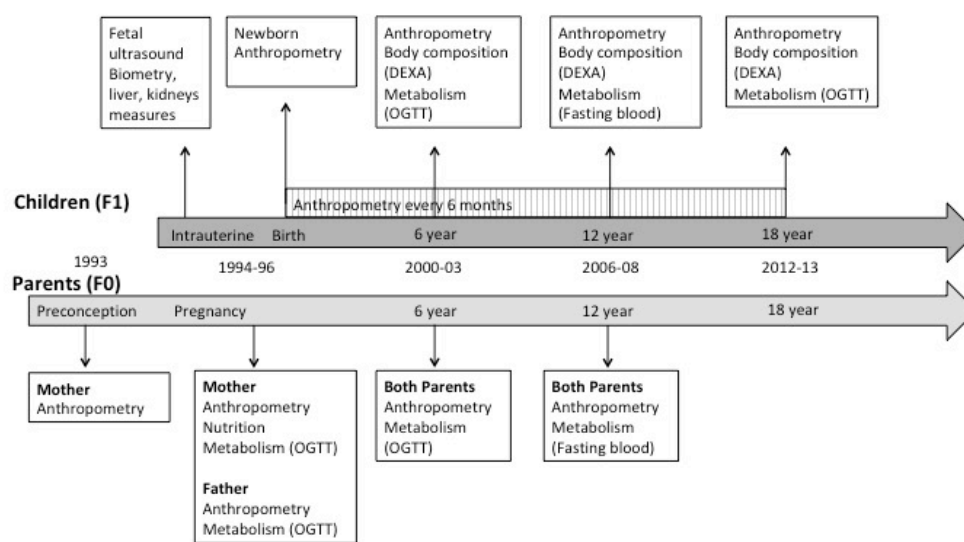 Fetal
ultrasound
Biometry,
liver, kidneys
measures
Newborn
Anthropometry
Anthropometry
Body composition
(DEXA)
Metabolism
(OGTT)
Anthropometry
Body composition
(DEXA)
Metabolism
(Fasting blood)
Anthropometry
Body composition
(DEXA)
Metabolism (OGTT)
Children (F1)
Anthropometry every 6 months
Intrauterine Birth 6 year 12 year 18 year
1993 1994-96 2000-03 2006-08 2012-13
Parents (F0)
Preconception Pregnancy 6 year 12 year 18 year
Mother
Anthropometry
Mother
Anthropometry
Nutrition
Metabolism (OGTT)
Father
Anthropometry
Metabolism (OGTT)
Both Parents
Anthropometry
Metabolism
(OGTT)
Both Parents
Anthropometry
Metabolism
(Fasting blood)